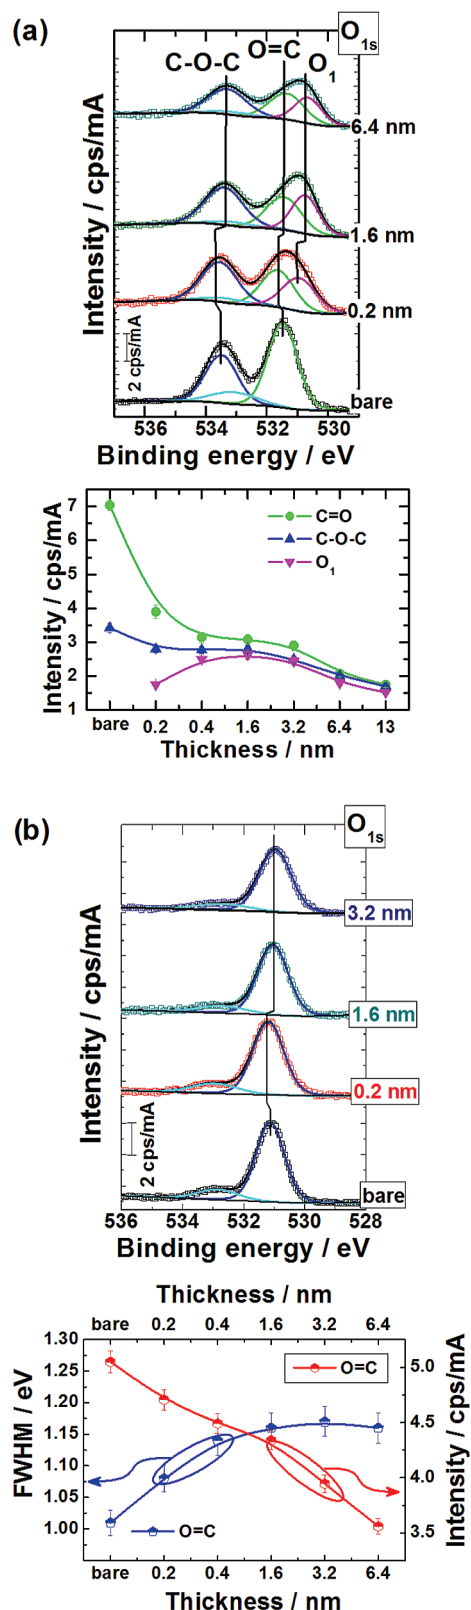 (a)
O1s
C-O-C
O=C
O1
6.4 nm
1.6 nm
0.2 nm
bare
Intensity / cps/mA
2 cps/mA
536 534 532 530
Binding energy / eV
7
6
5
4
3
2
1
C=O
C-O-C
O1
Intensity / cps/mA
bare 0.2 0.4 1.6 3.2 6.4 13
Thickness / nm
(b)
O1s
3.2 nm
1.6 nm
0.2 nm
bare
Intensity / cps/mA
2 cps/mA
536 534 532 530 528
Binding energy / eV
Thickness / nm
bare 0.2 0.4 1.6 3.2 6.4
1.30
1.25
1.20
1.15
1.10
1.05
1.00
FWHM / eV
O=C
O=C
5.0
4.5
4.0
3.5
Intensity / cps/mA
bare 0.2 0.4 1.6 3.2 6.4
Thickness / nm